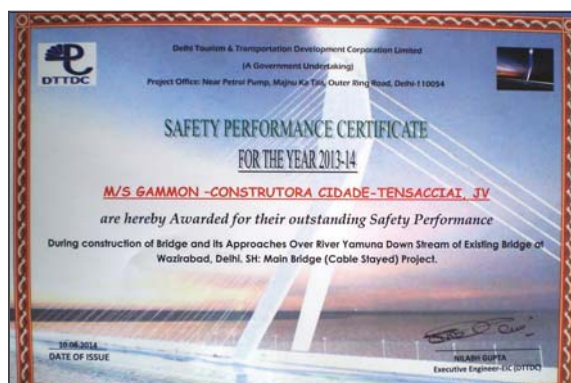 DTTDC
Delhi Tourism & Transportation Development Corporation Limited
(A Government Undertaking)
Project Office: Near Petrol Pump, Majnu Ka Tila, Outer Ring Road, Delhi-110054
SAFETY PERFORMANCE CERTIFICATE
FOR THE YEAR 2013-14
M/S GAMMON -CONSTRUTORA CIDADE-TENSACCIAI, JV
are hereby Awarded for their outstanding Safety Performance
During construction of Bridge and its Approaches Over River Yamuna Down Stream of Existing Bridge at
Wazirabad, Delhi. SH: Main Bridge (Cable Stayed) Project.
10.06.2014
DATE OF ISSUE
NILABH GUPTA
Executive Engineer-EIC (DTTDC)